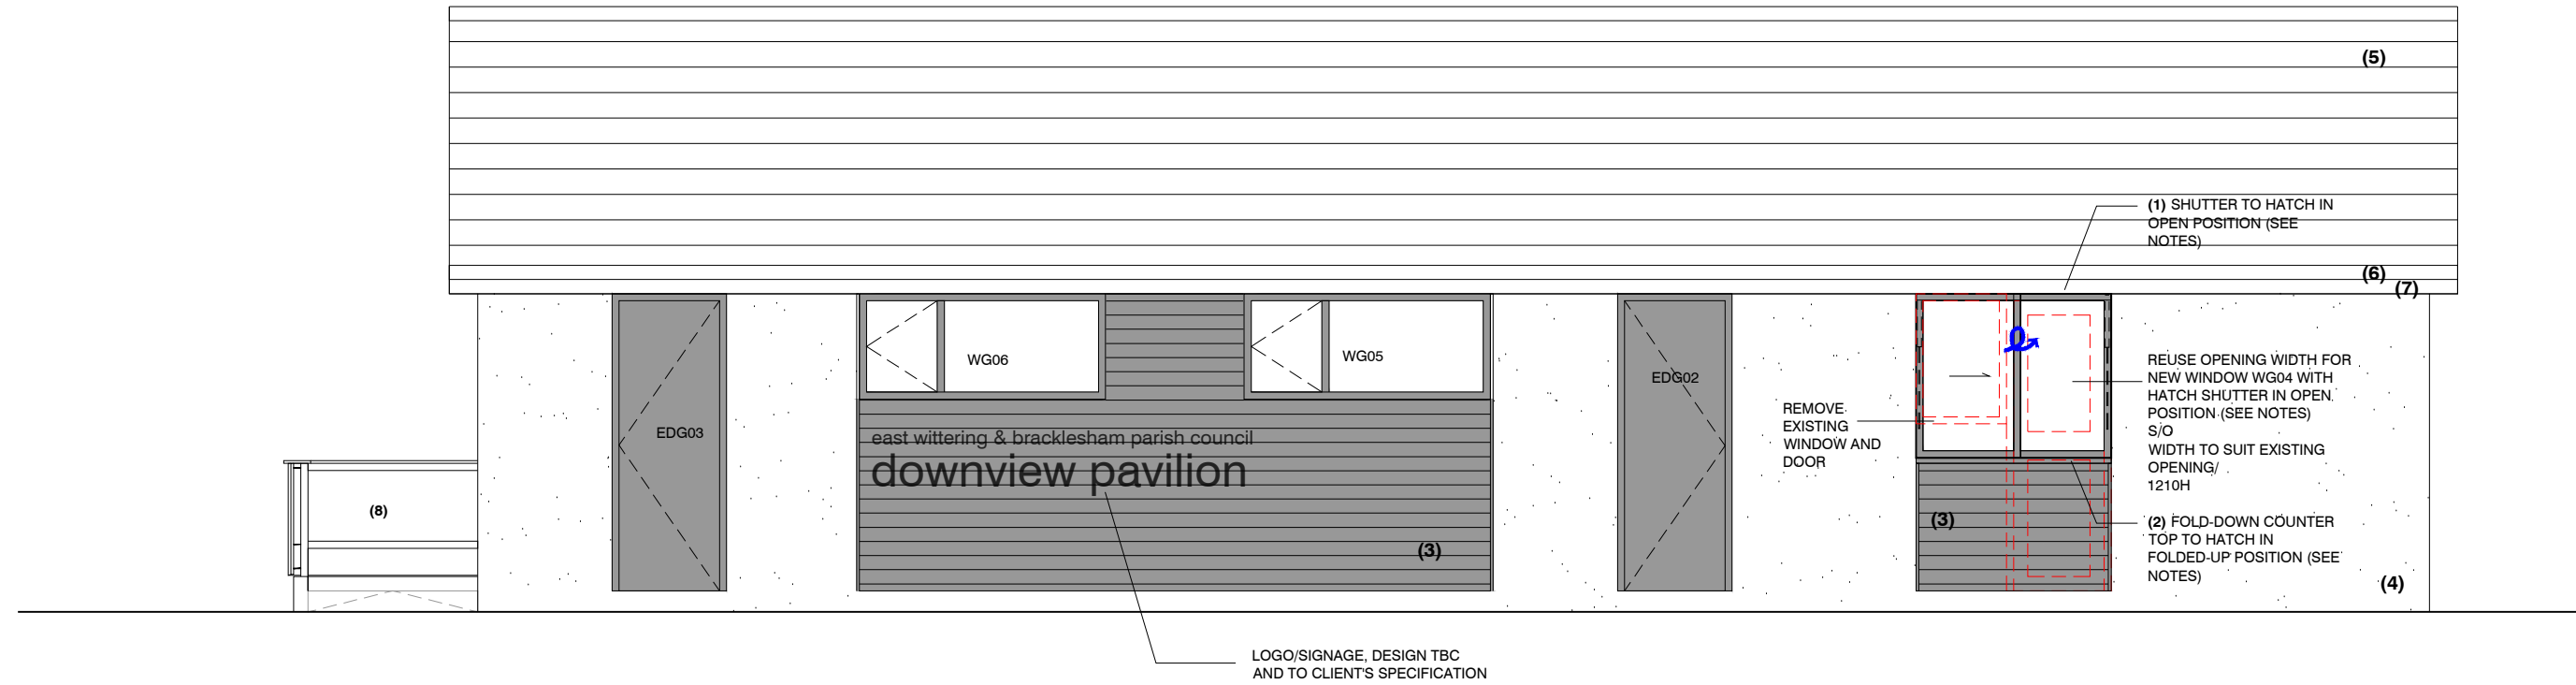 (5)
(1) SHUTTER TO HATCH IN
OPEN POSITION (SEE
NOTES)
(6)
(7)
WG06
WG05
EDG02
EDG03
REMOVE
EXISTING
WINDOW AND
DOOR
REUSE OPENING WIDTH FOR
NEW WINDOW WG04 WITH
HATCH SHUTTER IN OPEN
POSITION (SEE NOTES)
S/O
WIDTH TO SUIT EXISTING
OPENING/
1210H
east wittering & bracklesham parish council
downview pavilion
(8)
(3)
(3)
(2) FOLD-DOWN COUNTER
TOP TO HATCH IN
FOLDED-UP POSITION (SEE
NOTES)
(4)
LOGO/SIGNAGE, DESIGN TBC
AND TO CLIENT'S SPECIFICATION